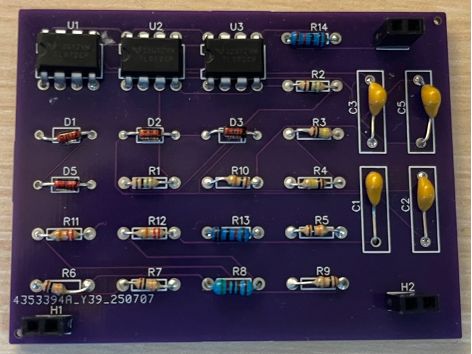 U1 U2 U3
R14
R2
C3 C5
D1 D2 D3 R3
D5 R1 R10 R4
C1 C2
R11 R12 R13 R5
R6 R7 R8 R9
4353394A_Y39_250707
H1 H2